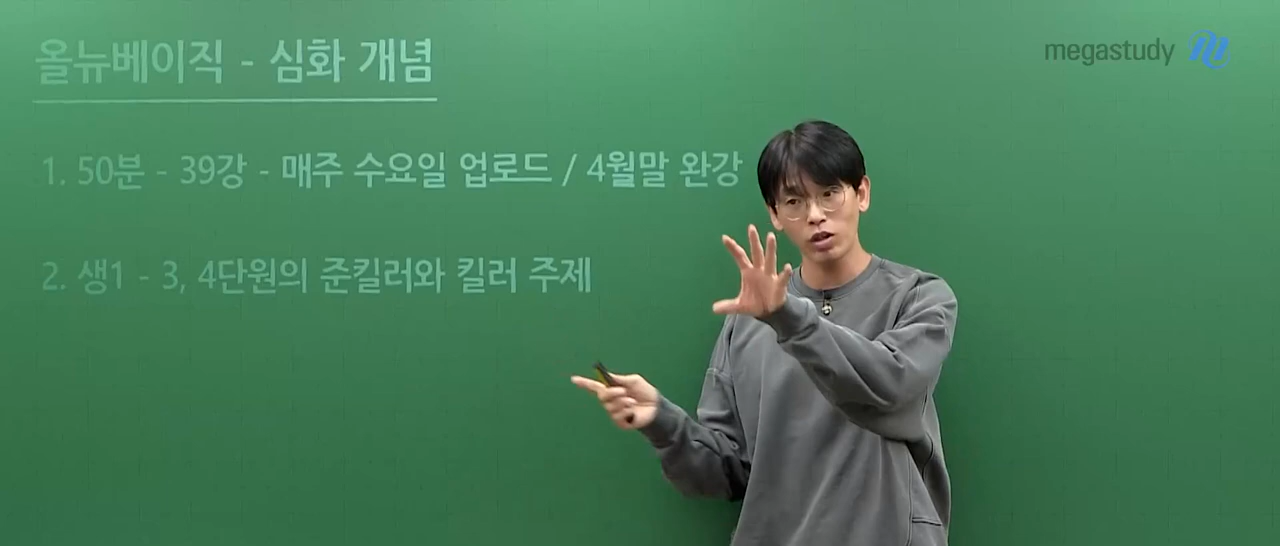 올뉴베이직 - 심화 개념
megastudy
1. 50분 - 39강 - 매주 수요일 업로드 / 4월말 완강
2. 생1 - 3, 4단원의 준킬러와 킬러 주제